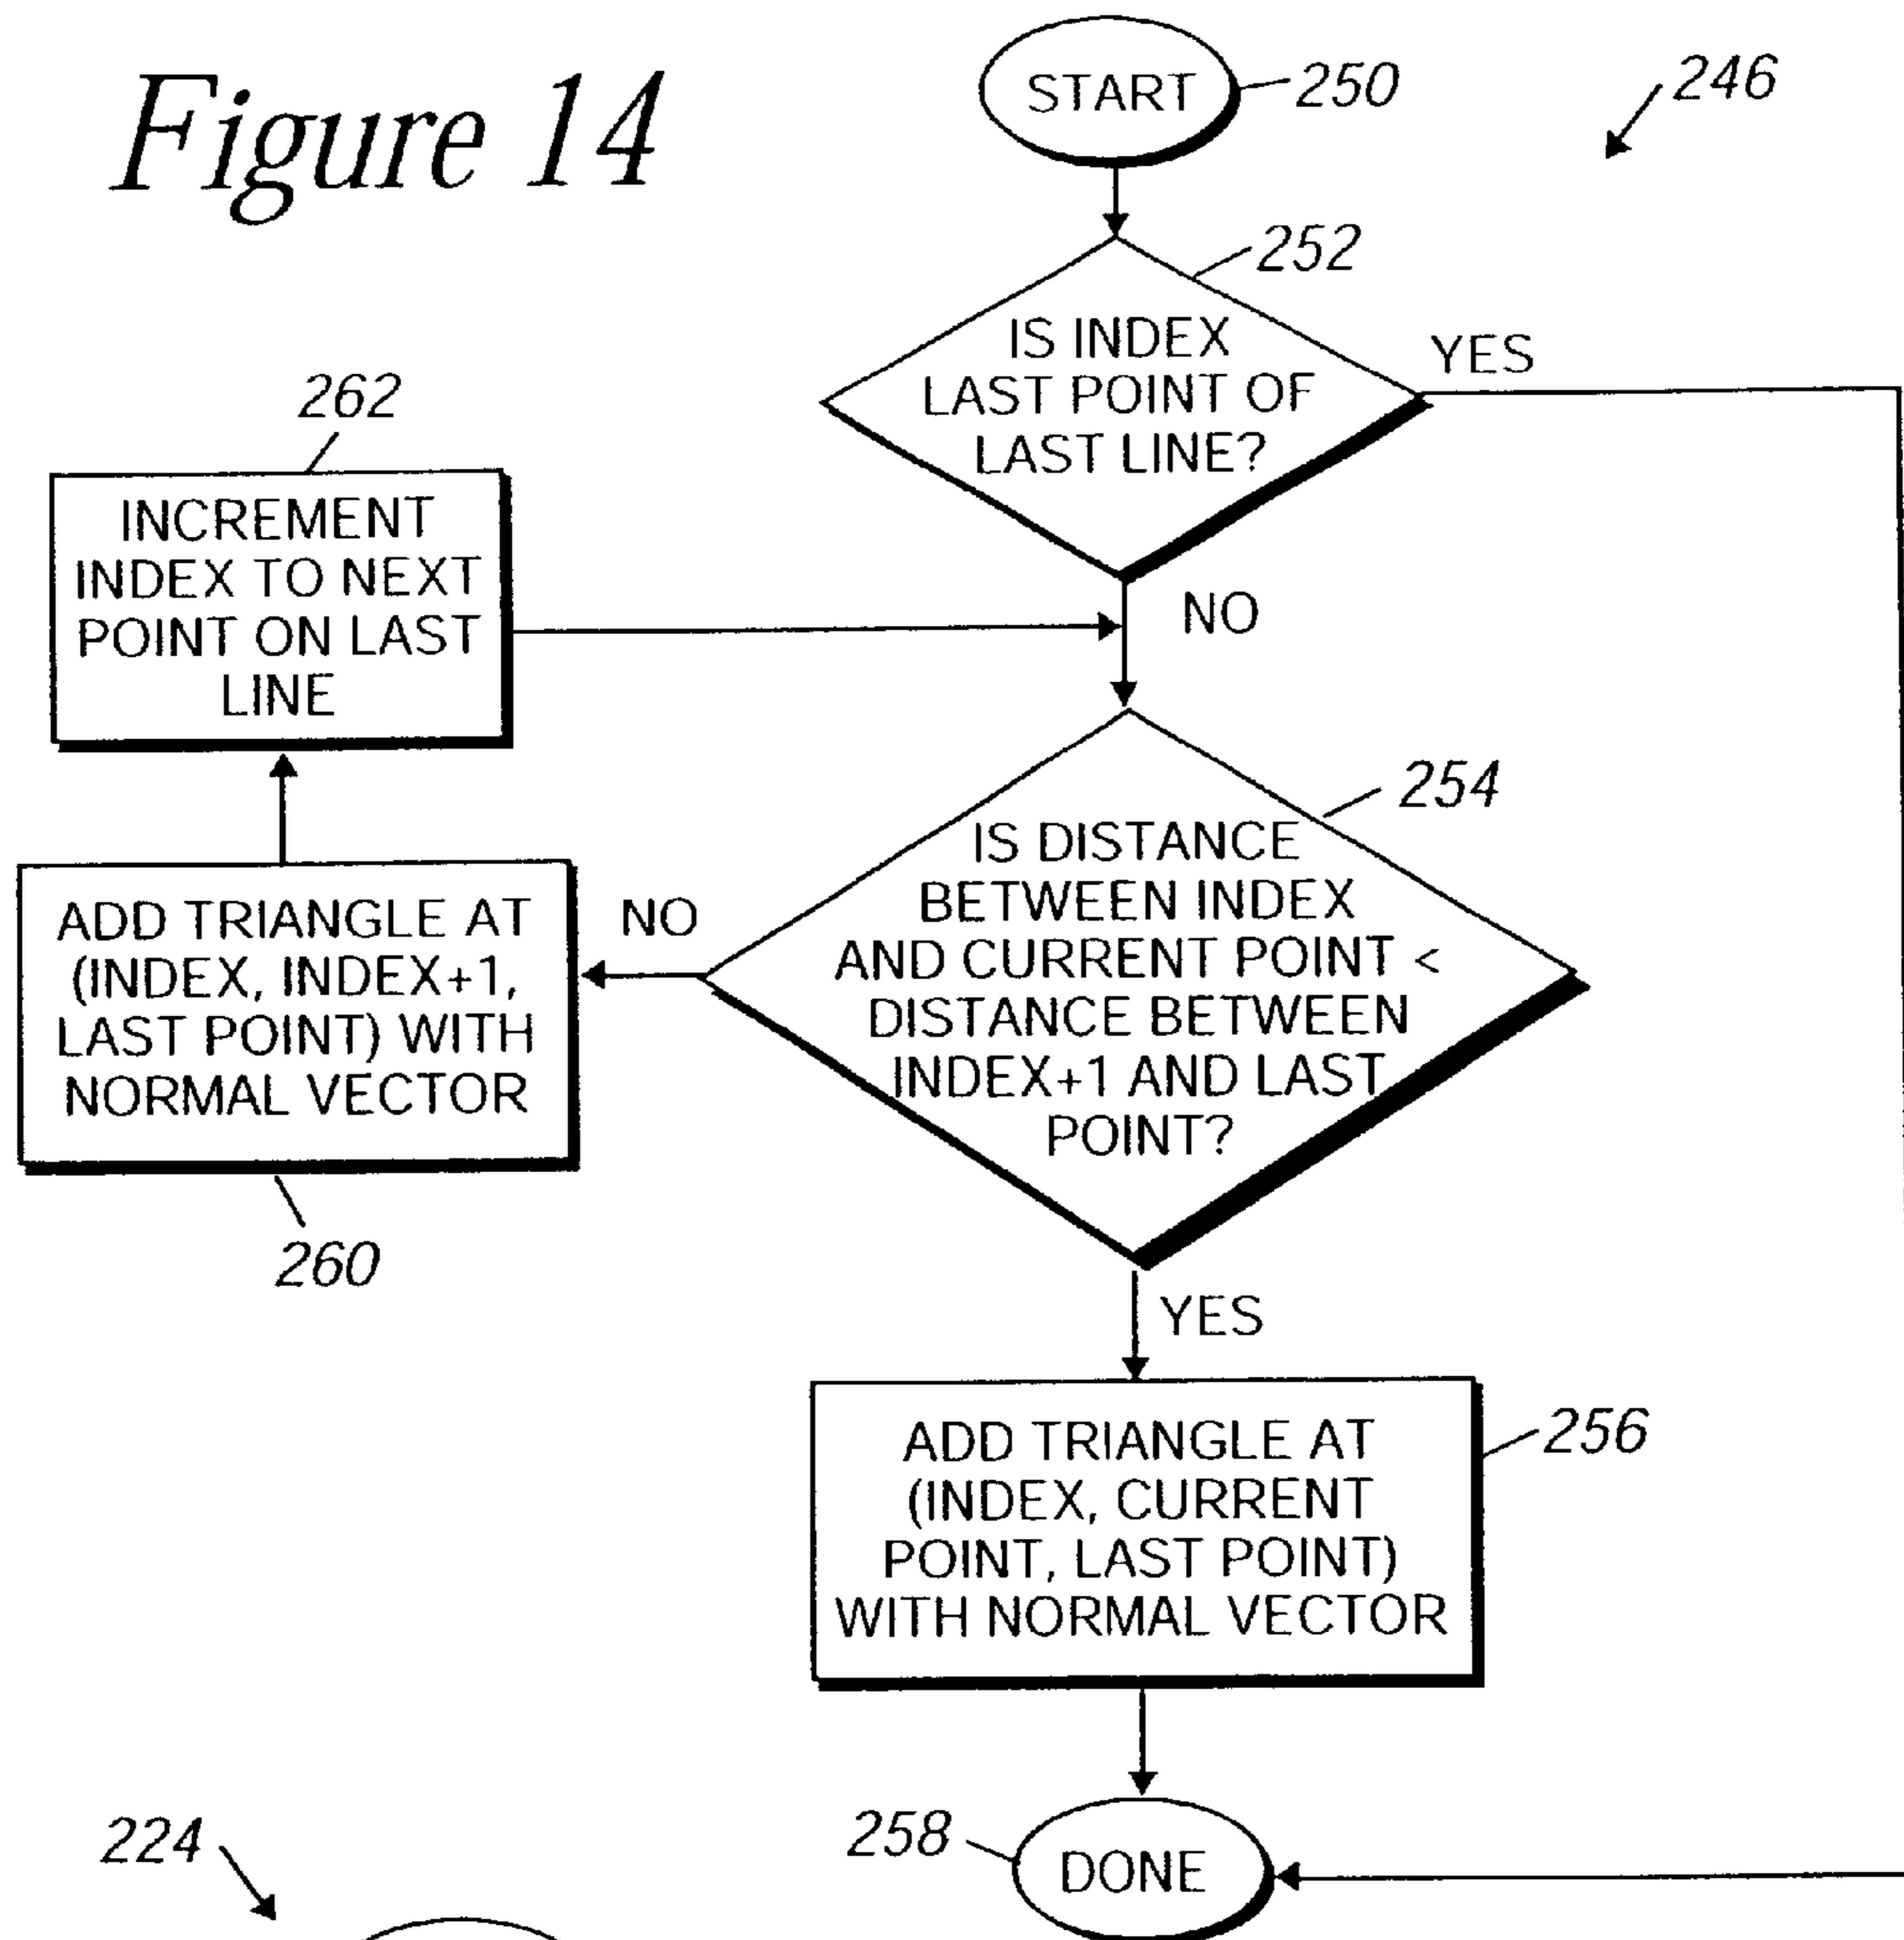 Figure 14
START
250
246
252
IS INDEX
LAST POINT OF
LAST LINE?
YES
262
INCREMENT
INDEX TO NEXT
POINT ON LAST
LINE
NO
254
IS DISTANCE
BETWEEN INDEX
AND CURRENT POINT <
DISTANCE BETWEEN
INDEX+1 AND LAST
POINT?
NO
ADD TRIANGLE AT
(INDEX, INDEX+1,
LAST POINT) WITH
NORMAL VECTOR
260
YES
ADD TRIANGLE AT
(INDEX, CURRENT
POINT, LAST POINT)
WITH NORMAL VECTOR
256
258
DONE
224